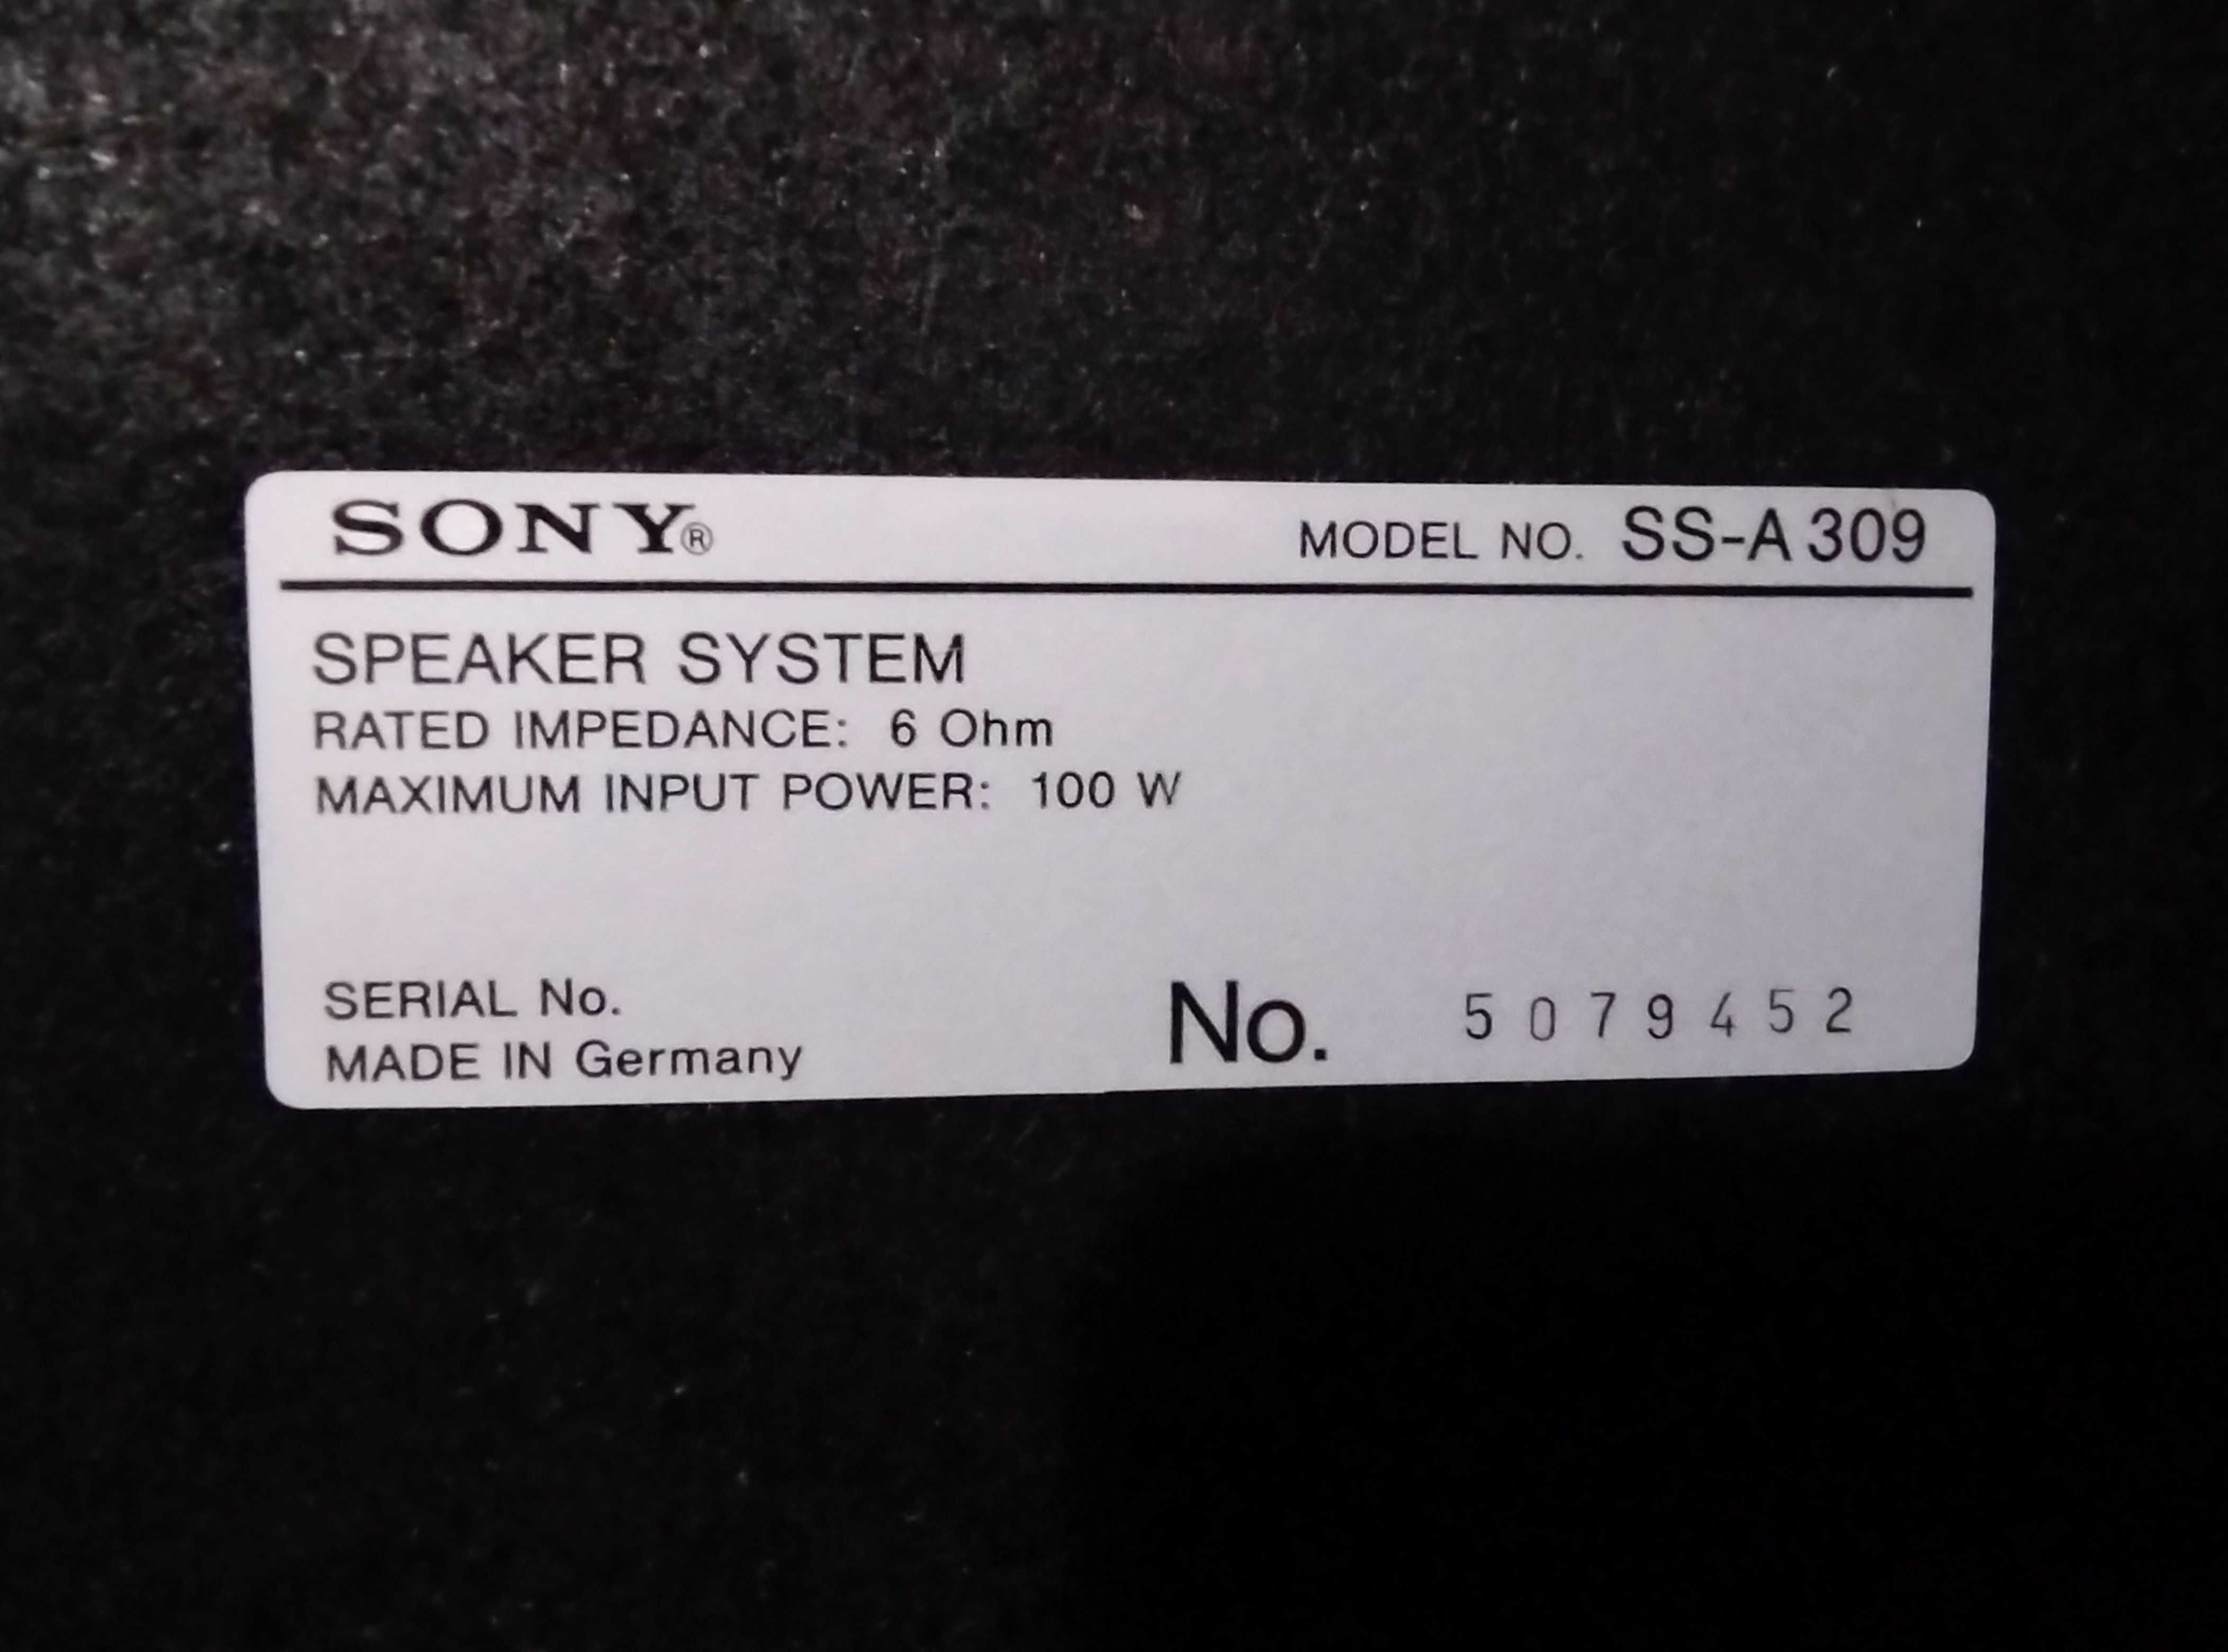 SONY®
MODEL NO. SS-A 309
SPEAKER SYSTEM
RATED IMPEDANCE: 6 Ohm
MAXIMUM INPUT POWER: 100 W
SERIAL No.
MADE IN Germany
No. 5079452